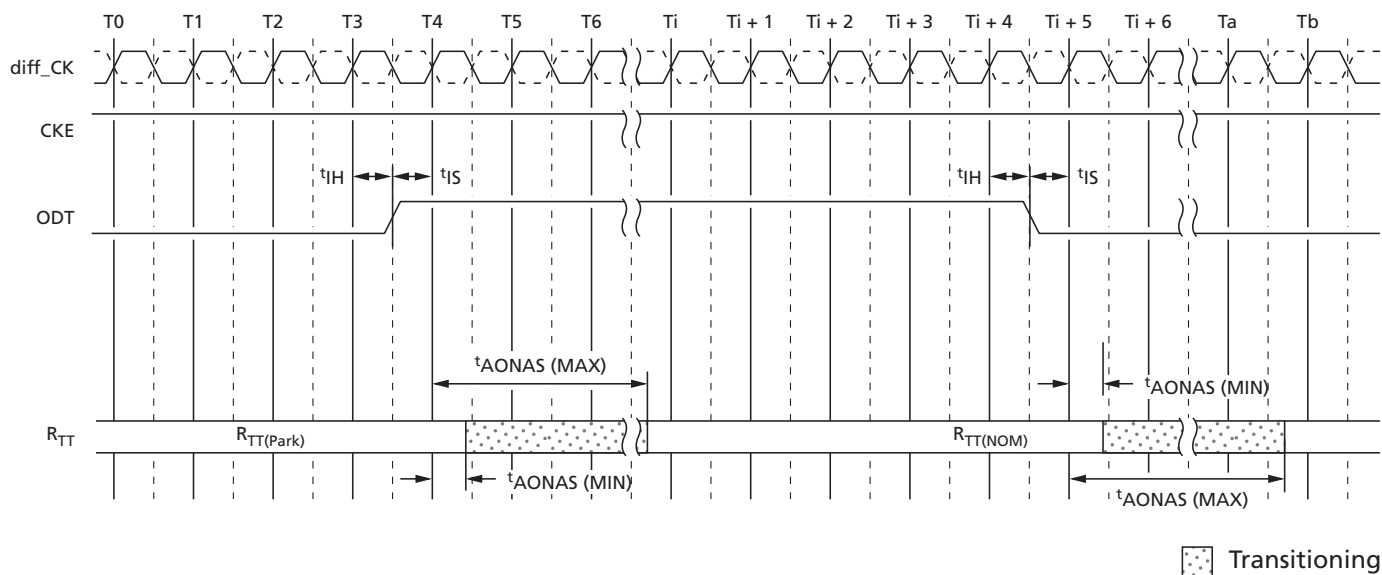 T0 T1 T2 T3 T4 T5 T6 Ti Ti + 1 Ti + 2 Ti + 3 Ti + 4 Ti + 5 Ti + 6 Ta Tb
diff_CK
CKE
tIH tIS tIH tIS
ODT
tAONAS (MAX)
tAONAS (MIN)
RTT RTT(Park) RTT(NOM)
tAONAS (MIN)
tAONAS (MAX)
Transitioning